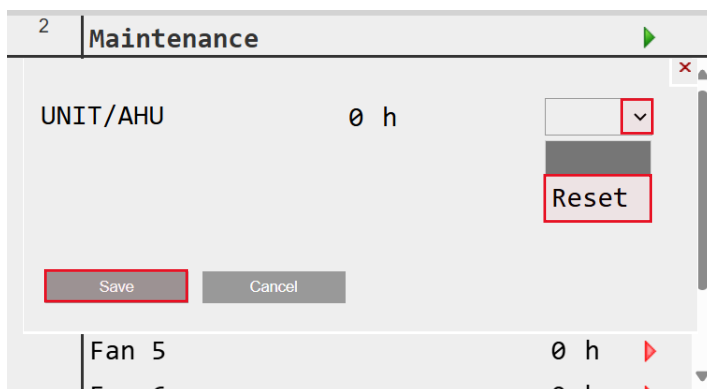 2
Maintenance
UNIT/AHU 0 h
Reset
Save Cancel
Fan 5 0 h